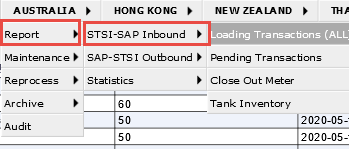 AUSTRALIA HONG KONG NEW ZEALAND
Report STSI-SAP Inbound Loading Transactions (ALL
Maintenance SAP-STSI Outbound Pending Transactions
Reprocess Statistics Close Out Meter
Archive 60 Tank Inventory
Audit 50 2020-05-
50 2020-05-